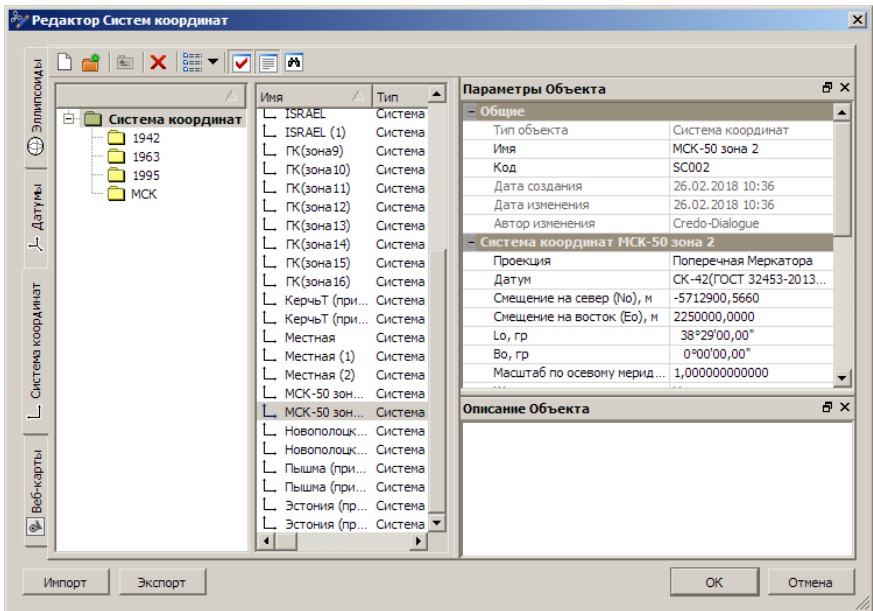 Редактор Систем координат
Эллипсоиды
Датумы
Система координат
Веб-карты
Система координат
1942
1963
1995
МСК
Имя Тип
ISRAEL Система
ISRAEL (1) Система
ГК(зона9) Система
ГК(зона10) Система
ГК(зона11) Система
ГК(зона12) Система
ГК(зона13) Система
ГК(зона14) Система
ГК(зона15) Система
ГК(зона16) Система
КерчьТ (при... Система
КерчьТ (при... Система
Местная Система
Местная (1) Система
Местная (2) Система
МСК-50 зон... Система
МСК-50 зон... Система
Новополоцк... Система
Новополоцк... Система
Пышма (при... Система
Пышма (при... Система
Эстония (пр... Система
Эстония (пр... Система
Параметры Объекта
Общие
Тип объекта Система координат
Имя МСК-50 зона 2
Код SC002
Дата создания 26.02.2018 10:36
Дата изменения 26.02.2018 10:36
Автор изменения Credo-Dialogue
Система координат МСК-50 зона 2
Проекция Поперечная Меркатора
Датум СК-42(ГОСТ 32453-2013...
Смещение на север (No), м -5712900,5660
Смещение на восток (Eo), м 2250000,0000
Lo, гр 38°29'00,00"
Bo, гр 0°00'00,00"
Масштаб по осевому мерид... 1,000000000000
Описание Объекта
Импорт Экспорт ОК Отмена